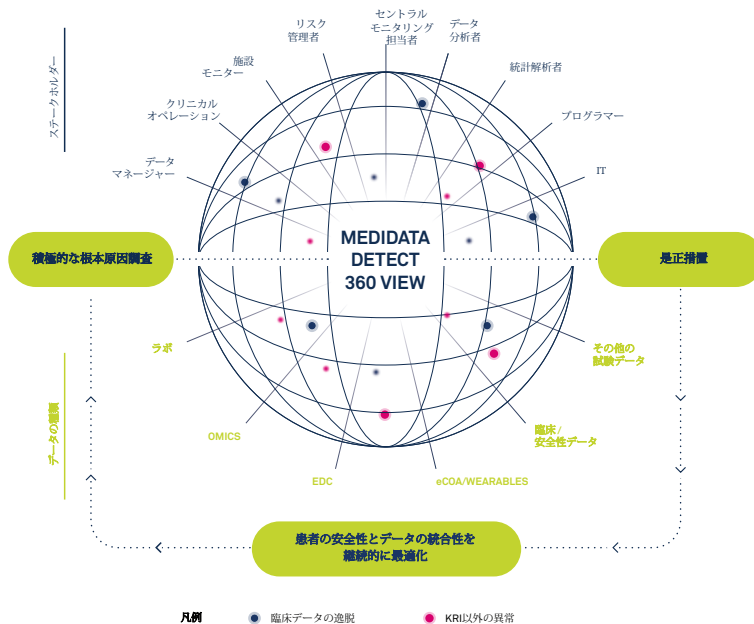 セントラル
モニタリング
担当者
リスク
管理者
データ
分析者
施設
モニター
統計解析者
クリニカル
オペレーション
プログラマー
データ
マネージャー
IT
ステークホルダー
MEDIDATA
DETECT
360 VIEW
積極的な根本原因調査
是正措置
ラボ
その他の
試験データ
データの種類
OMICS
臨床 /
安全性データ
EDC
eCOA/WEARABLES
患者の安全性とデータの統合性を
継続的に最適化
凡例
臨床データの逸脱
KRI以外の異常